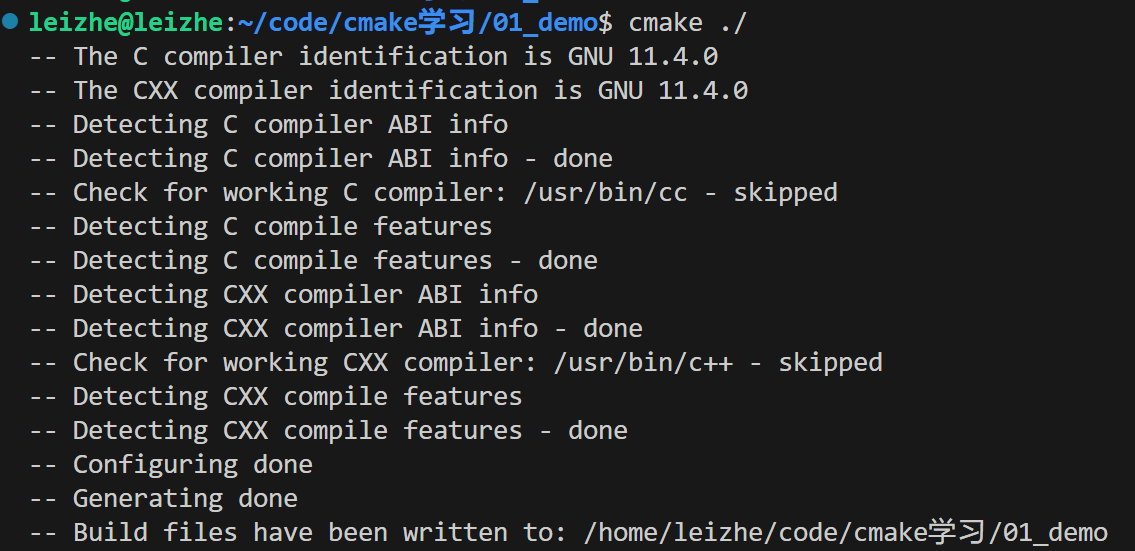 leizhe@leizhe:~/code/cmake学习/01_demo$ cmake ./
-- The C compiler identification is GNU 11.4.0
-- The CXX compiler identification is GNU 11.4.0
-- Detecting C compiler ABI info
-- Detecting C compiler ABI info - done
-- Check for working C compiler: /usr/bin/cc - skipped
-- Detecting C compile features
-- Detecting C compile features - done
-- Detecting CXX compiler ABI info
-- Detecting CXX compiler ABI info - done
-- Check for working CXX compiler: /usr/bin/c++ - skipped
-- Detecting CXX compile features
-- Detecting CXX compile features - done
-- Configuring done
-- Generating done
-- Build files have been written to: /home/leizhe/code/cmake学习/01_demo